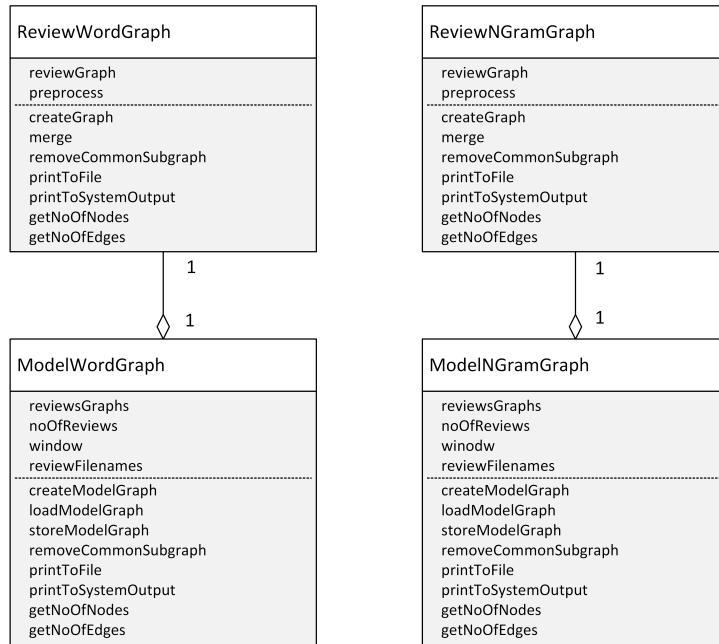 ReviewWordGraph
reviewGraph
preprocess
createGraph
merge
removeCommonSubgraph
printToFile
printToSystemOutput
getNoOfNodes
getNoOfEdges
1
1
ModelWordGraph
reviewsGraphs
noOfReviews
window
reviewFilenames
createModelGraph
loadModelGraph
storeModelGraph
removeCommonSubgraph
printToFile
printToSystemOutput
getNoOfNodes
getNoOfEdges
ReviewNGramGraph
reviewGraph
preprocess
createGraph
merge
removeCommonSubgraph
printToFile
printToSystemOutput
getNoOfNodes
getNoOfEdges
1
1
ModelNGramGraph
reviewsGraphs
noOfReviews
winodw
reviewFilenames
createModelGraph
loadModelGraph
storeModelGraph
removeCommonSubgraph
printToFile
printToSystemOutput
getNoOfNodes
getNoOfEdges